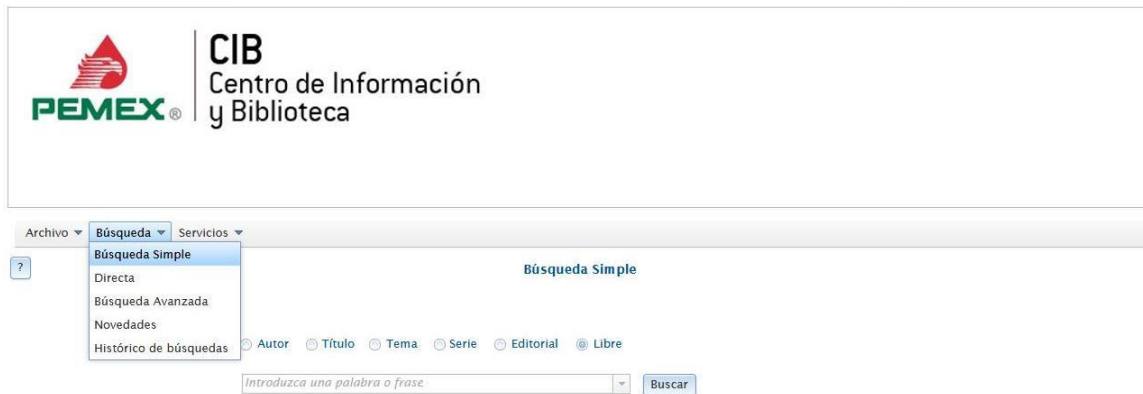 PEMEX®
CIB
Centro de Información
y Biblioteca
Archivo Búsqueda Servicios
Búsqueda Simple
Directa
Búsqueda Avanzada
Novedades
Histórico de búsquedas
?
Búsqueda Simple
Autor Título Tema Serie Editorial Libre
Introduzca una palabra o frase Buscar